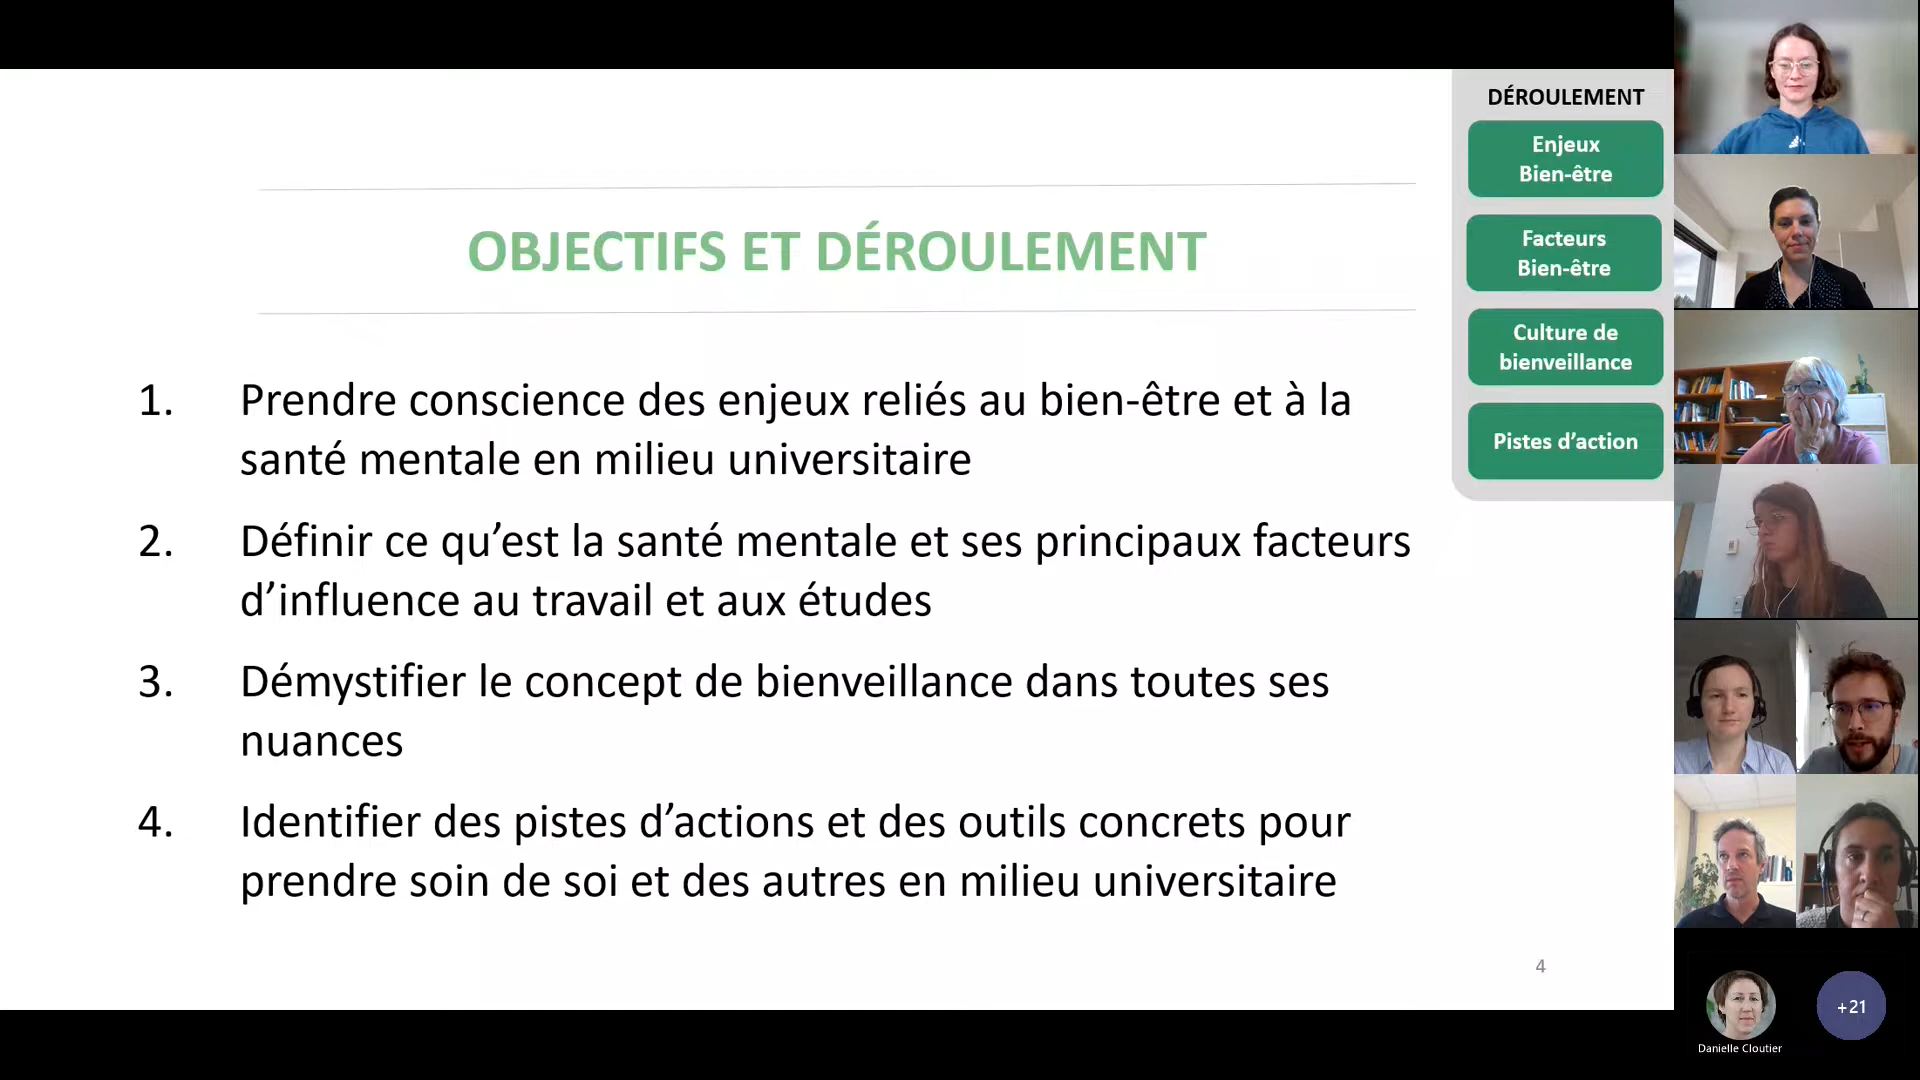 OBJECTIFS ET DÉROULEMENT
1. Prendre conscience des enjeux reliés au bien-être et à la
santé mentale en milieu universitaire
2. Définir ce qu’est la santé mentale et ses principaux facteurs
d’influence au travail et aux études
3. Démystifier le concept de bienveillance dans toutes ses
nuances
4. Identifier des pistes d’actions et des outils concrets pour
prendre soin de soi et des autres en milieu universitaire
4
DÉROULEMENT
Enjeux
Bien-être
Facteurs
Bien-être
Culture de
bienveillance
Pistes d’action
Danielle Cloutier
+21